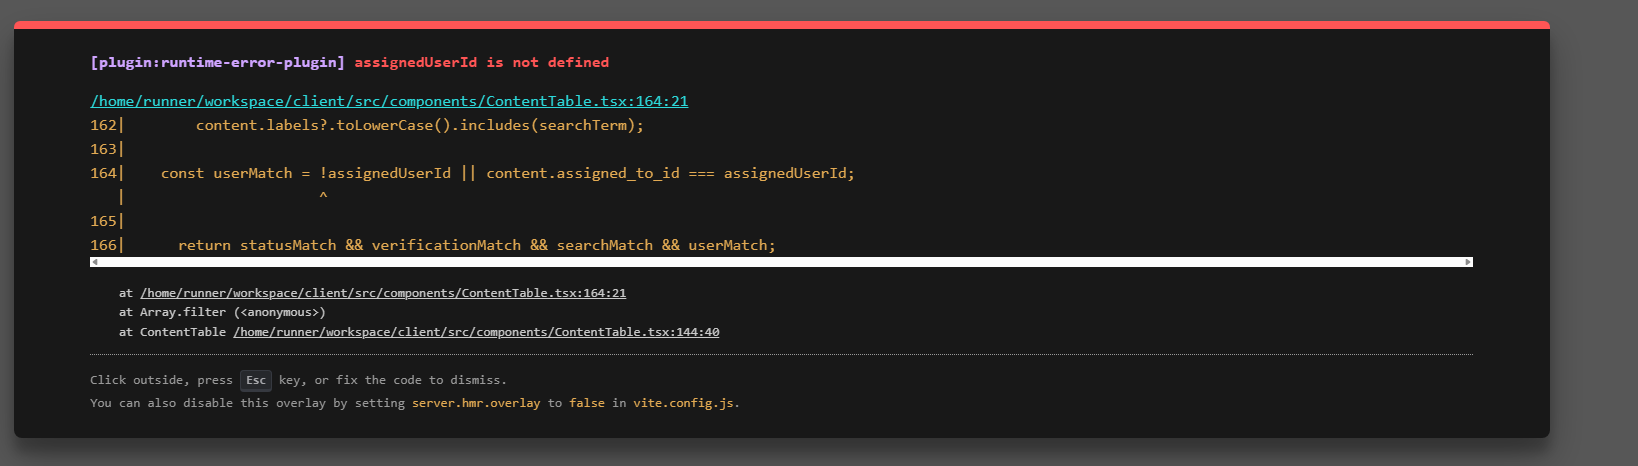 [plugin:runtime-error-plugin] assignedUserId is not defined
/home/runner/workspace/client/src/components/ContentTable.tsx:164:21
162|        content.labels?.toLowerCase().includes(searchTerm);
163|
164|    const userMatch = !assignedUserId || content.assigned_to_id === assignedUserId;
   |                      ^
165|
166|      return statusMatch && verificationMatch && searchMatch && userMatch;
at /home/runner/workspace/client/src/components/ContentTable.tsx:164:21
at Array.filter (<anonymous>)
at ContentTable /home/runner/workspace/client/src/components/ContentTable.tsx:144:40
Click outside, press Esc key, or fix the code to dismiss.
You can also disable this overlay by setting server.hmr.overlay to false in vite.config.js.